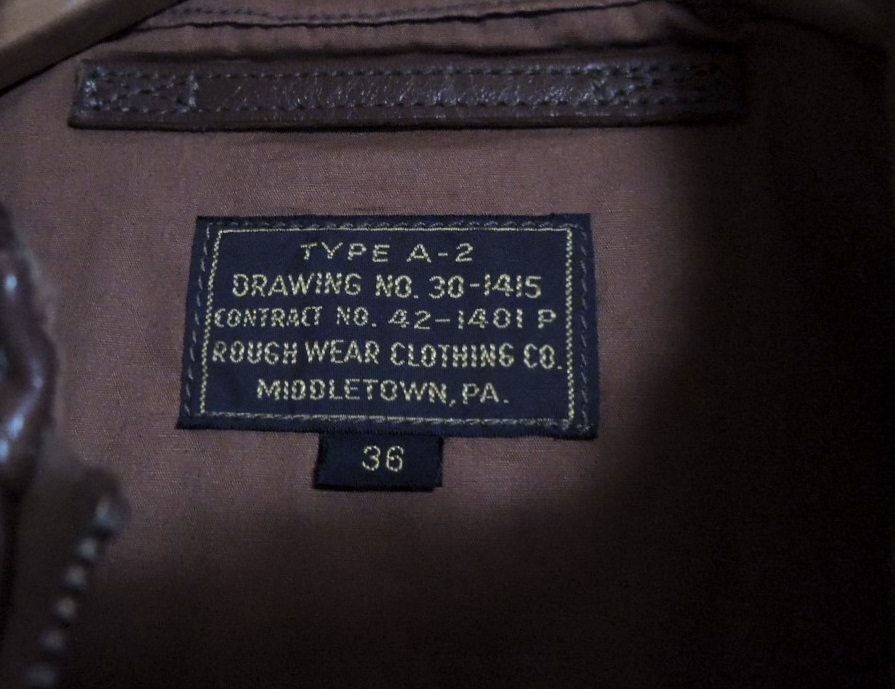 TYPE A-2
DRAWING NO. 30-1415
CONTRACT NO. 42-1401 P
ROUGH WEAR CLOTHING CO.
MIDDLETOWN, PA.
36